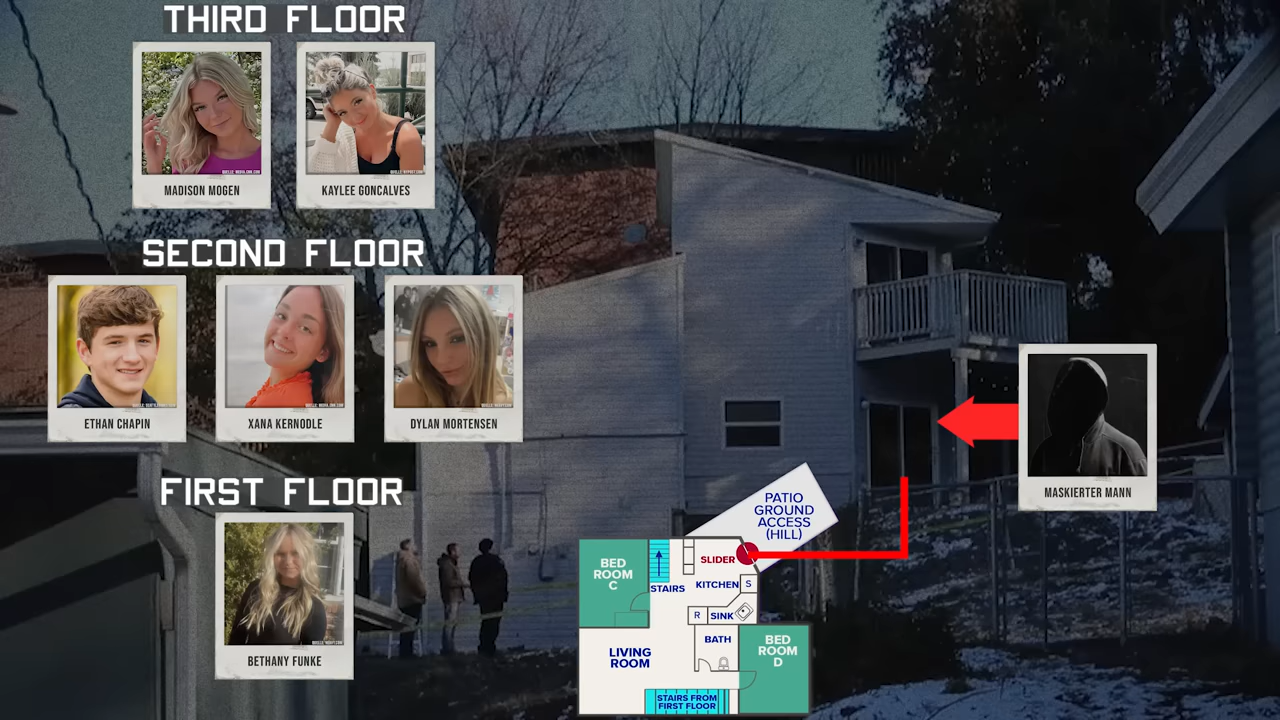 THIRD FLOOR
MADISON MOGEN
KAYLEE GONCALVES
SECOND FLOOR
ETHAN CHAPIN
XANA KERNODLE
DYLAN MORTENSEN
MASKIERTER MANN
FIRST FLOOR
BETHANY FUNKE
PATIO
GROUND
ACCESS
(HILL)
SLIDER
BED
ROOM
C
STAIRS
KITCHEN
S
R
SINK
BATH
LIVING
ROOM
BED
ROOM
D
STAIRS FROM
FIRST FLOOR